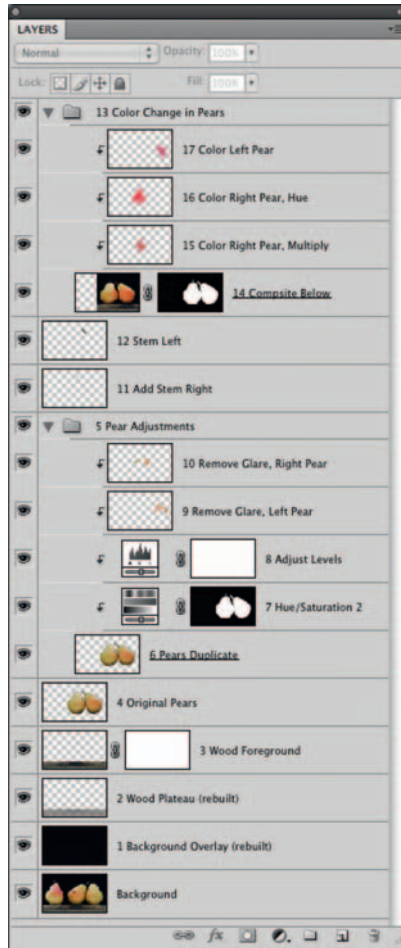 LAYERS
Normal Opacity: 100%
Lock: Fill: 100%
13 Color Change in Pears
17 Color Left Pear
16 Color Right Pear, Hue
15 Color Right Pear, Multiply
14 Compsite Below
12 Stem Left
11 Add Stem Right
5 Pear Adjustments
10 Remove Glare, Right Pear
9 Remove Glare, Left Pear
8 Adjust Levels
7 Hue/Saturation 2
6 Pears Duplicate
4 Original Pears
3 Wood Foreground
2 Wood Plateau (rebuilt)
1 Background Overlay (rebuilt)
Background
fx